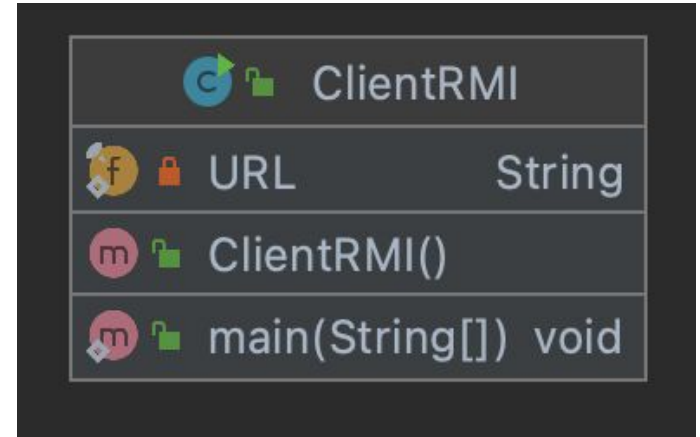 C ClientRMI
f URL String
m ClientRMI()
m main(String[]) void